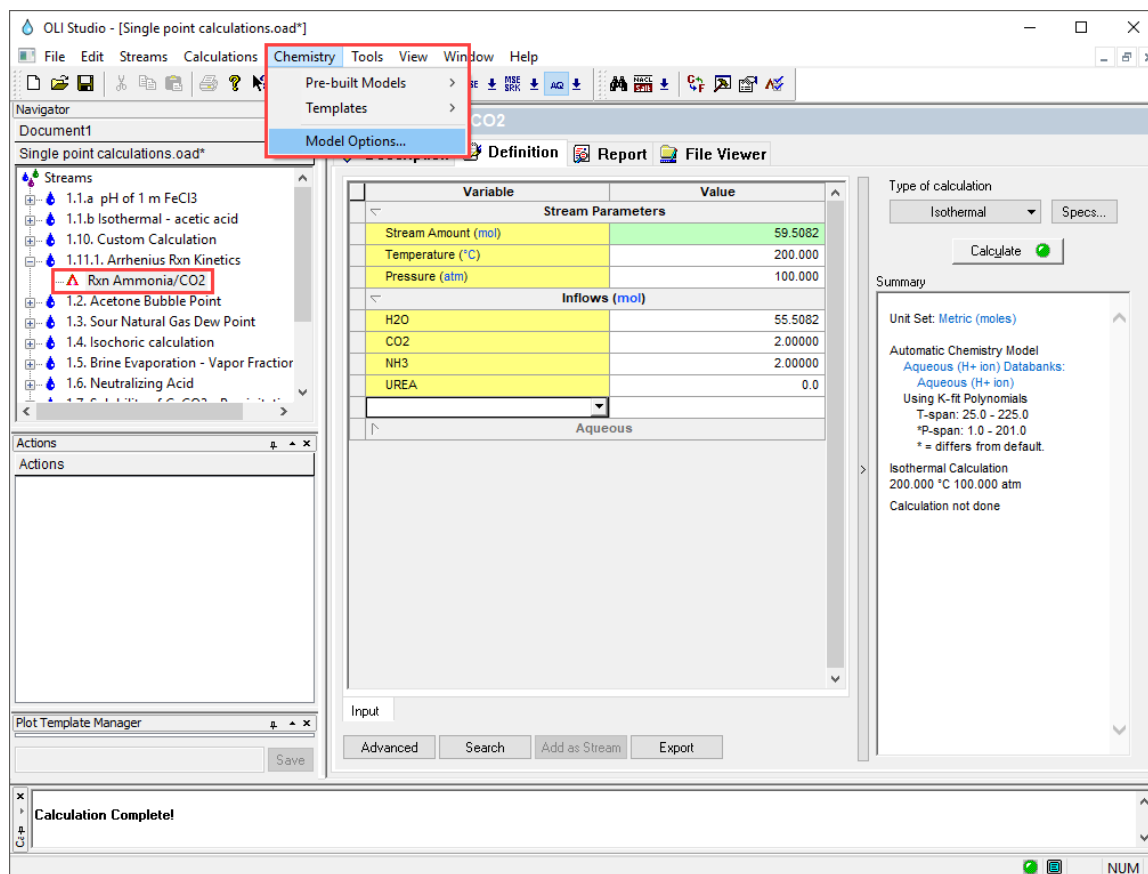 OLI Studio - [Single point calculations.oad*]
File Edit Streams Calculations Chemistry Tools View Window Help
Pre-built Models
Templates
Model Options...
MSE SRK AQ
NACL
Navigator
Document1
Single point calculations.oad*
Streams
1.1.a pH of 1 m FeCl3
1.1.b Isothermal - acetic acid
1.10. Custom Calculation
1.11.1. Arrhenius Rxn Kinetics
Rxn Ammonia/CO2
1.2. Acetone Bubble Point
1.3. Sour Natural Gas Dew Point
1.4. Isochoric calculation
1.5. Brine Evaporation - Vapor Fraction
1.6. Neutralizing Acid
Actions
Actions
Plot Template Manager
Save
CO2
Definition Report File Viewer
Variable Value
Stream Parameters
Stream Amount (mol) 59.5082
Temperature (°C) 200.000
Pressure (atm) 100.000
Inflows (mol)
H2O 55.5082
CO2 2.00000
NH3 2.00000
UREA 0.0
Aqueous
Input
Advanced Search Add as Stream Export
Type of calculation
Isothermal Specs...
Calculate
Summary
Unit Set: Metric (moles)
Automatic Chemistry Model
Aqueous (H+ ion) Databanks:
Aqueous (H+ ion)
Using K-fit Polynomials
T-span: 25.0 - 225.0
*P-span: 1.0 - 201.0
* = differs from default.
Isothermal Calculation
200.000 °C 100.000 atm
Calculation not done
Calculation Complete!
NUM